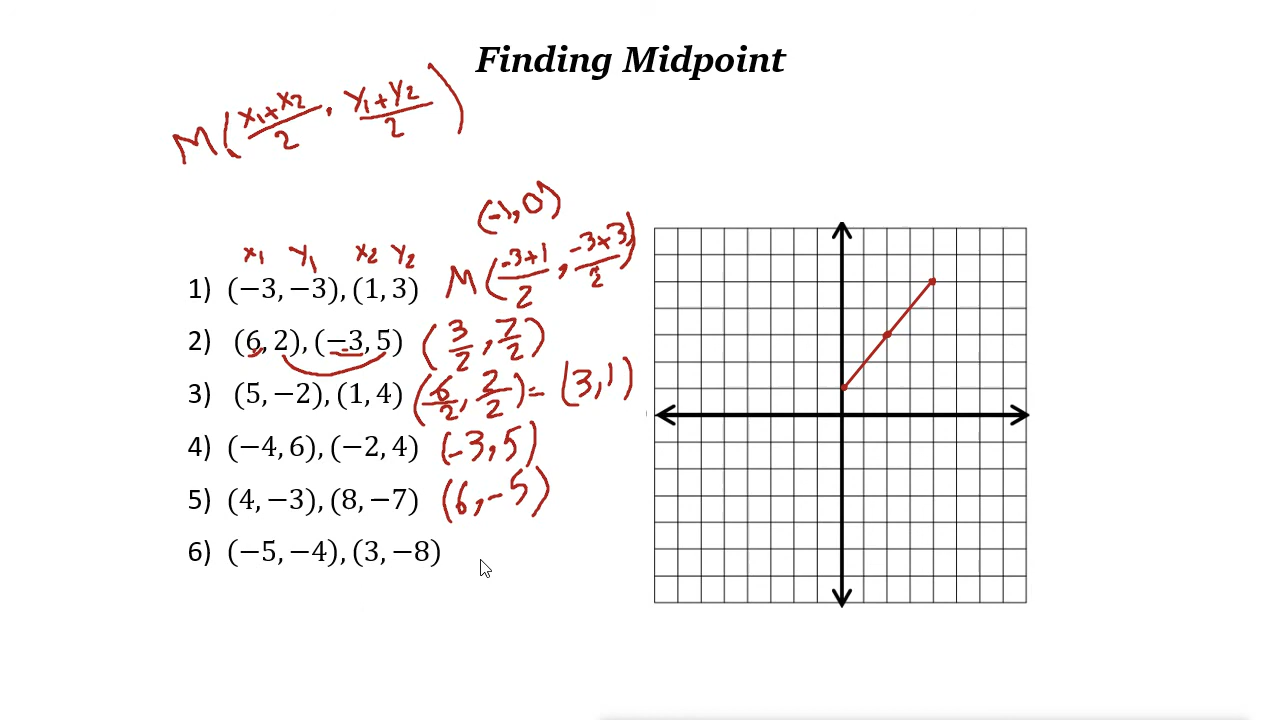 Finding Midpoint
M(x₁+x₂/2, y₁+y₂/2)
(-1,0)
x₁ y₁ x₂ y₂
1) (−3, −3), (1, 3) M(-3+1/2, -3+3/2)
2) (6, 2), (−3, 5) (3/2, 7/2)
3) (5, −2), (1, 4) (6/2, 2/2) = (3,1)
4) (−4, 6), (−2, 4) (-3,5)
5) (4, −3), (8, −7) (6,-5)
6) (−5, −4), (3, −8)